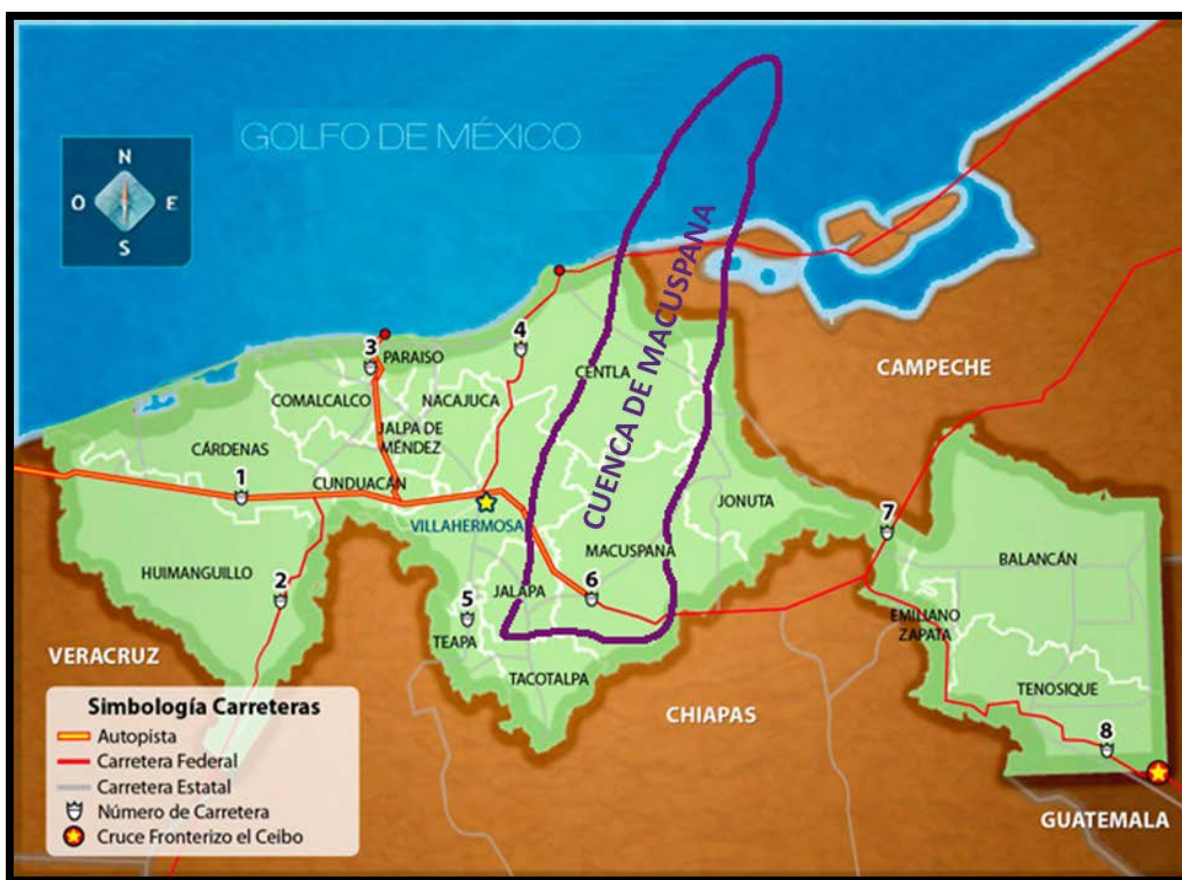 GOLFO DE MÉXICO
N
O
E
S
CUENCA DE MACUSPANA
3
PARAISO
4
CENTLA
COMALCALCO
NACAJUCA
CAMPECHE
JALPA DE
MÉNDEZ
CÁRDENAS
1
CUNDUACÁN
VILLAHERMOSA
JONUTA
7
MACUSPANA
BALANCÁN
HUIMANGUILLO
2
5
JALAPA
6
TEAPA
EMILIANO
ZAPATA
VERACRUZ
TACOTALPA
TENOSIQUE
CHIAPAS
8
GUATEMALA
Simbología Carreteras
Autopista
Carretera Federal
Carretera Estatal
Número de Carretera
Cruce Fronterizo el Ceibo